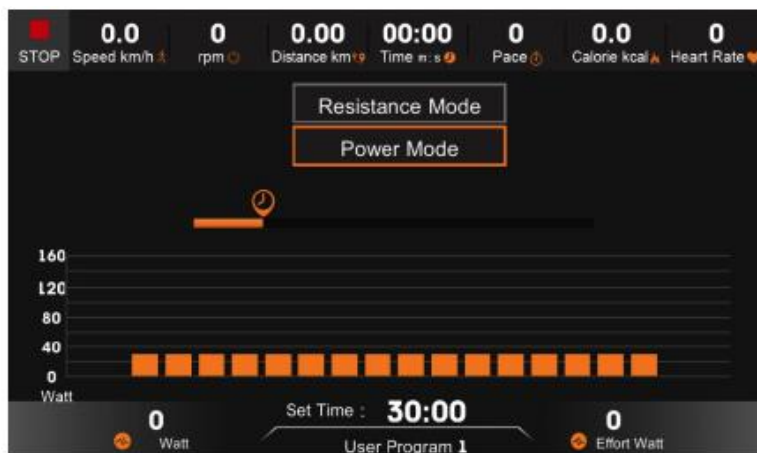 0.0 0 0.00 00:00 0 0.0 0
STOP Speed km/h rpm Distance km Time m:s Pace Calorie kcal Heart Rate
Resistance Mode
Power Mode
160
120
80
40
0
Watt
0 Set Time : 30:00 0
Watt User Program 1 Effort Watt